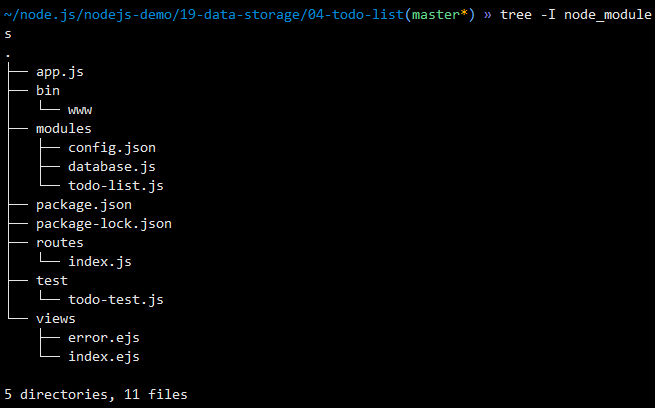 ~/node.js/nodejs-demo/19-data-storage/04-todo-list(master*) » tree -I node_module
s
.
├── app.js
├── bin
│   └── www
├── modules
│   ├── config.json
│   ├── database.js
│   └── todo-list.js
├── package.json
├── package-lock.json
├── routes
│   └── index.js
├── test
│   └── todo-test.js
└── views
    ├── error.ejs
    └── index.ejs
5 directories, 11 files